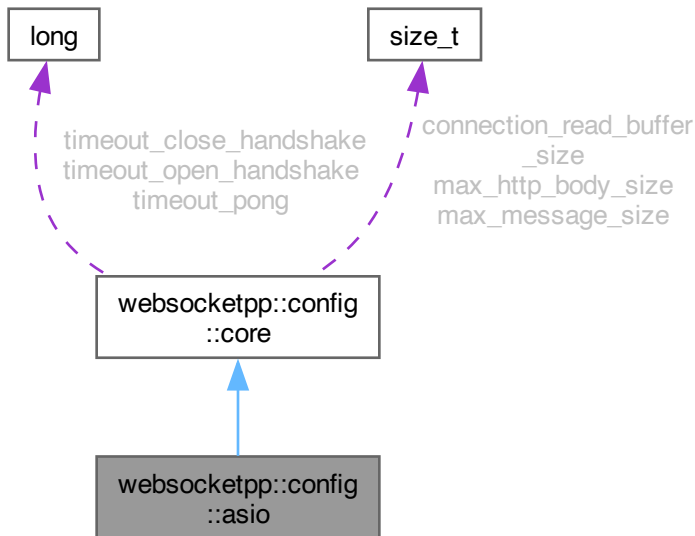 long
size_t
timeout_close_handshake
timeout_open_handshake
timeout_pong
connection_read_buffer
_size
max_http_body_size
max_message_size
websocketpp::config
::core
websocketpp::config
::asio